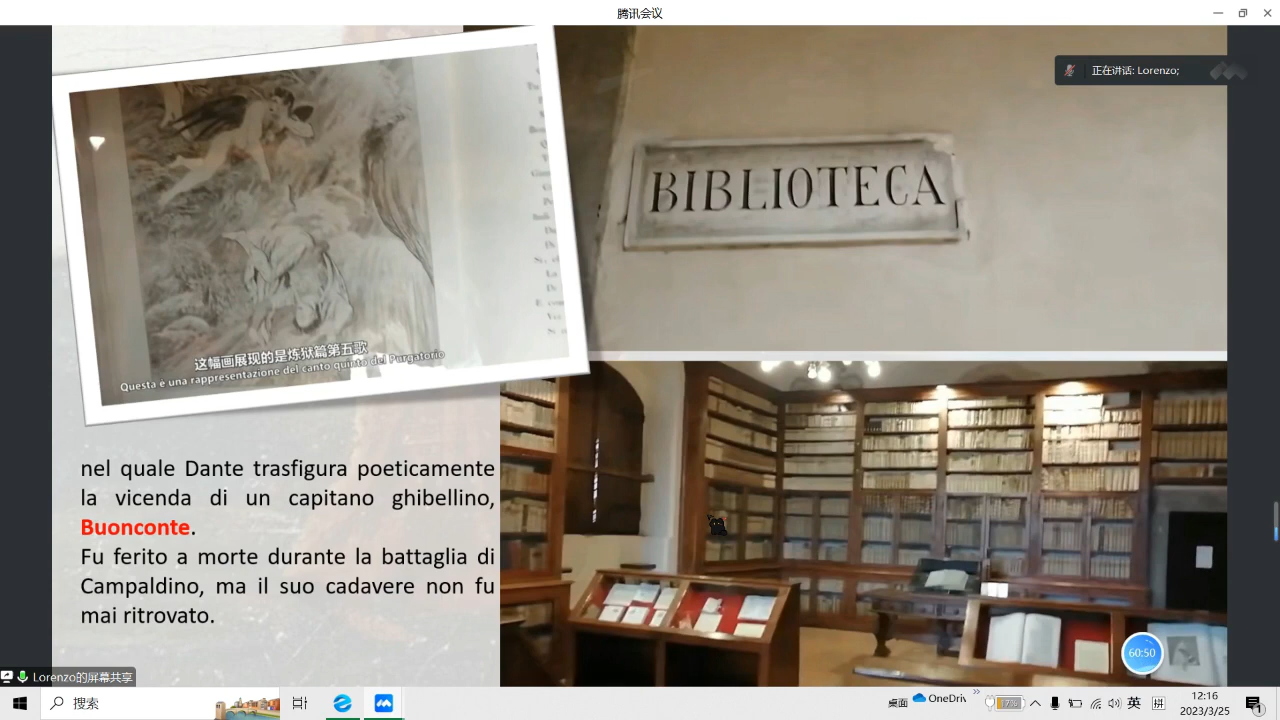 腾讯会议
正在讲话: Lorenzo;
BIBLIOTECA
这幅画展现的是炼狱篇第五歌
Questa è una rappresentazione del canto quinto del Purgatorio
nel quale Dante trasfigura poeticamente
la vicenda di un capitano ghibellino,
Buonconte.
Fu ferito a morte durante la battaglia di
Campaldino, ma il suo cadavere non fu
mai ritrovato.
60:50
Lorenzo的屏幕共享
搜索
桌面
OneDriv
英
拼
12:16
2023/3/25
1